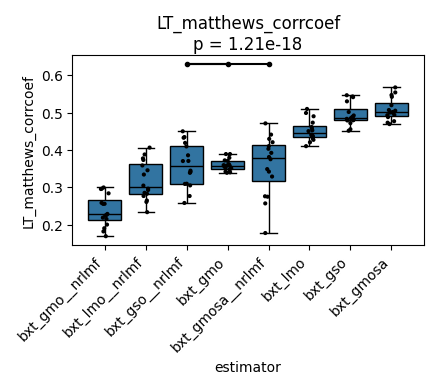 LT_matthews_corrcoef
p = 1.21e-18
LT_matthews_corrcoef
0.6
0.5
0.4
0.3
0.2
bxt_gmo__nrlmf
bxt_lmo__nrlmf
bxt_gso__nrlmf
bxt_gmo
bxt_gmosa__nrlmf
bxt_lmo
bxt_gso
bxt_gmosa
estimator